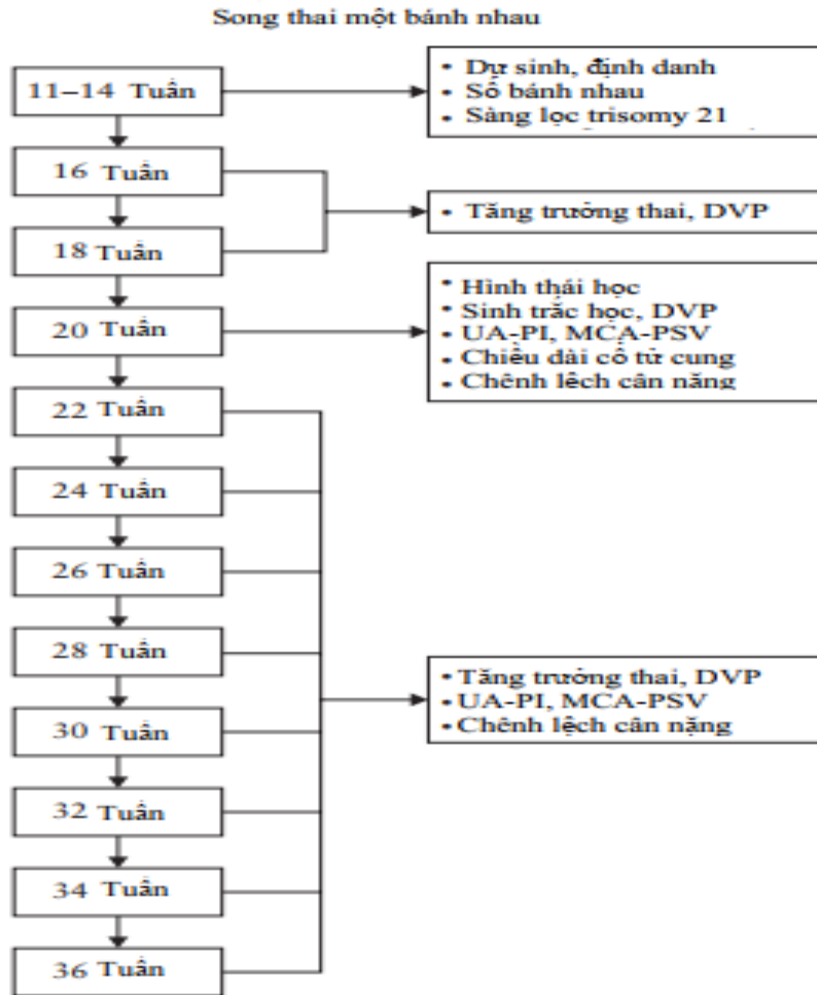 Song thai một bánh nhau
11–14 Tuần
• Dự sinh, định danh
• Số bánh nhau
• Sàng lọc trisomy 21
16 Tuần
18 Tuần
• Tăng trưởng thai, DVP
20 Tuần
• Hình thái học
• Sinh trắc học, DVP
• UA-PI, MCA-PSV
• Chiều dài cổ tử cung
• Chênh lệch cân nặng
22 Tuần
24 Tuần
26 Tuần
28 Tuần
30 Tuần
32 Tuần
34 Tuần
36 Tuần
• Tăng trưởng thai, DVP
• UA-PI, MCA-PSV
• Chênh lệch cân nặng